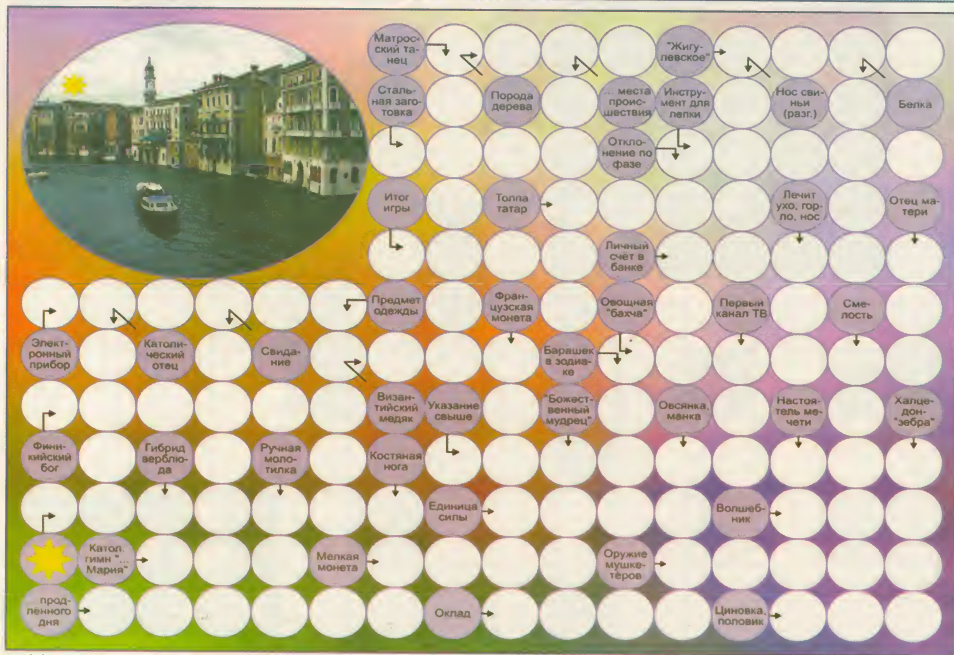 Матрос-
ский та-
нец
"Жигу-
левское"
Сталь-
ная заго-
товка
Порода
дерева
... места
проис-
шествия
Инстру-
мент для
лепки
Нос сви-
ньи
(разг.)
Белка
Откло-
нение по
фазе
Итог
игры
Толпа
татар
Лечит
ухо, гор-
ло, нос
Отец ма-
тери
Личный
счёт в
банке
Предмет
одежды
Фран-
цузская
монета
Овощная
"бахча"
Первый
канал ТВ
Сме-
лость
Элект-
ронный
прибор
Католи-
ческий
отец
Свида-
ние
Барашек
в зодиа-
ке
Визан-
тийский
медяк
Указание
свыше
"Божест-
венный
мудрец"
Овсянка,
манка
Настоя-
тель ме-
чети
Халце-
дон-
"зебра"
Фини-
кийский
бог
Гибрид
верблю-
да
Ручная
моло-
тилка
Костяная
нога
Единица
силы
Волшеб-
ник
Катол.
гимн "...
Мария"
Мелкая
монета
Оружие
мушке-
тёров
... прод-
ленного
дня
Оклад
Циновка,
половик